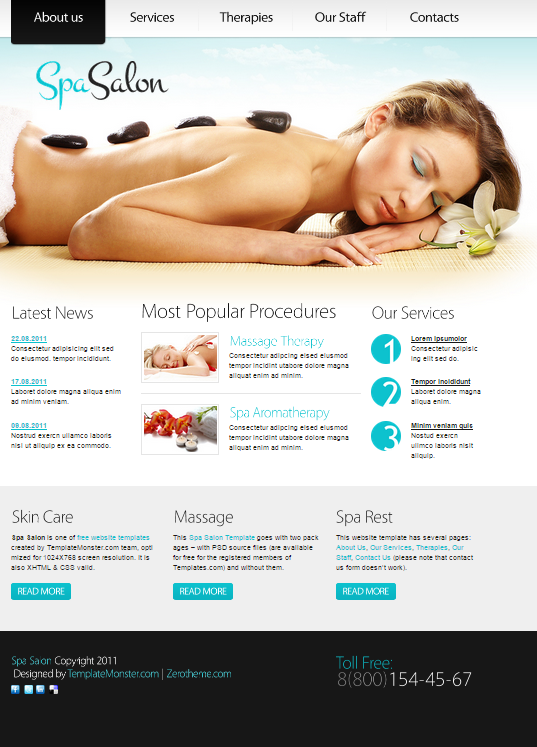 About us
Services
Therapies
Our Staff
Contacts
SpaSalon
Latest News
22.08.2011
Consectetur adipisicing elit sed
do eiusmod. tempor incididunt.
17.08.2011
Laboret dolore magna aliqua enim
ad minim veniam.
09.08.2011
Nostrud exercn ullamco laboris
nisi ut aliquip ex ea commodo.
Most Popular Procedures
Massage Therapy
Consectetur adipcing elsed eiusmod
tempor incidunt utabore dolore magna
aliquat enim ad minim.
Spa Aromatherapy
Consectetur adipcing elsed eiusmod
tempor incidint utabore dolore magna
aliquat enim ad minim.
Our Services
1
Lorem ipsumolor
Consectetur adipisic
ing elit sed do.
2
Tempor incididunt
Laboret dolore magna
aliqua enim.
3
Minim veniam quis
Nostud exercn
ulmco laboris nisit
aliquip.
Skin Care
Spa Salon is one of free website templates
created by TemplateMonster.com team, opti
mized for 1024X768 screen resolution. It is
also XHTML & CSS valid.
READ MORE
Massage
This Spa Salon Template goes with two pack
ages – with PSD source files (are available
for free for the registered members of
Templates.com) and without them.
READ MORE
Spa Rest
This website template has several pages:
About Us, Our Services, Therapies, Our
Staff, Contact Us (please note that contact
us form doesn't work).
READ MORE
Spa Salon Copyright 2011
Designed by TemplateMonster.com | Zerotheme.com
Toll Free:
8(800)154-45-67